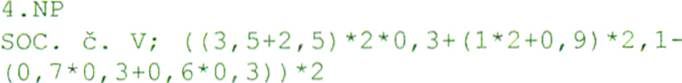 4.NP
SOC. č. V; ((3,5+2,5)*2*0,3+(1*2+0,9)*2,1-
(0,7*0,3+0,6*0,3))*2